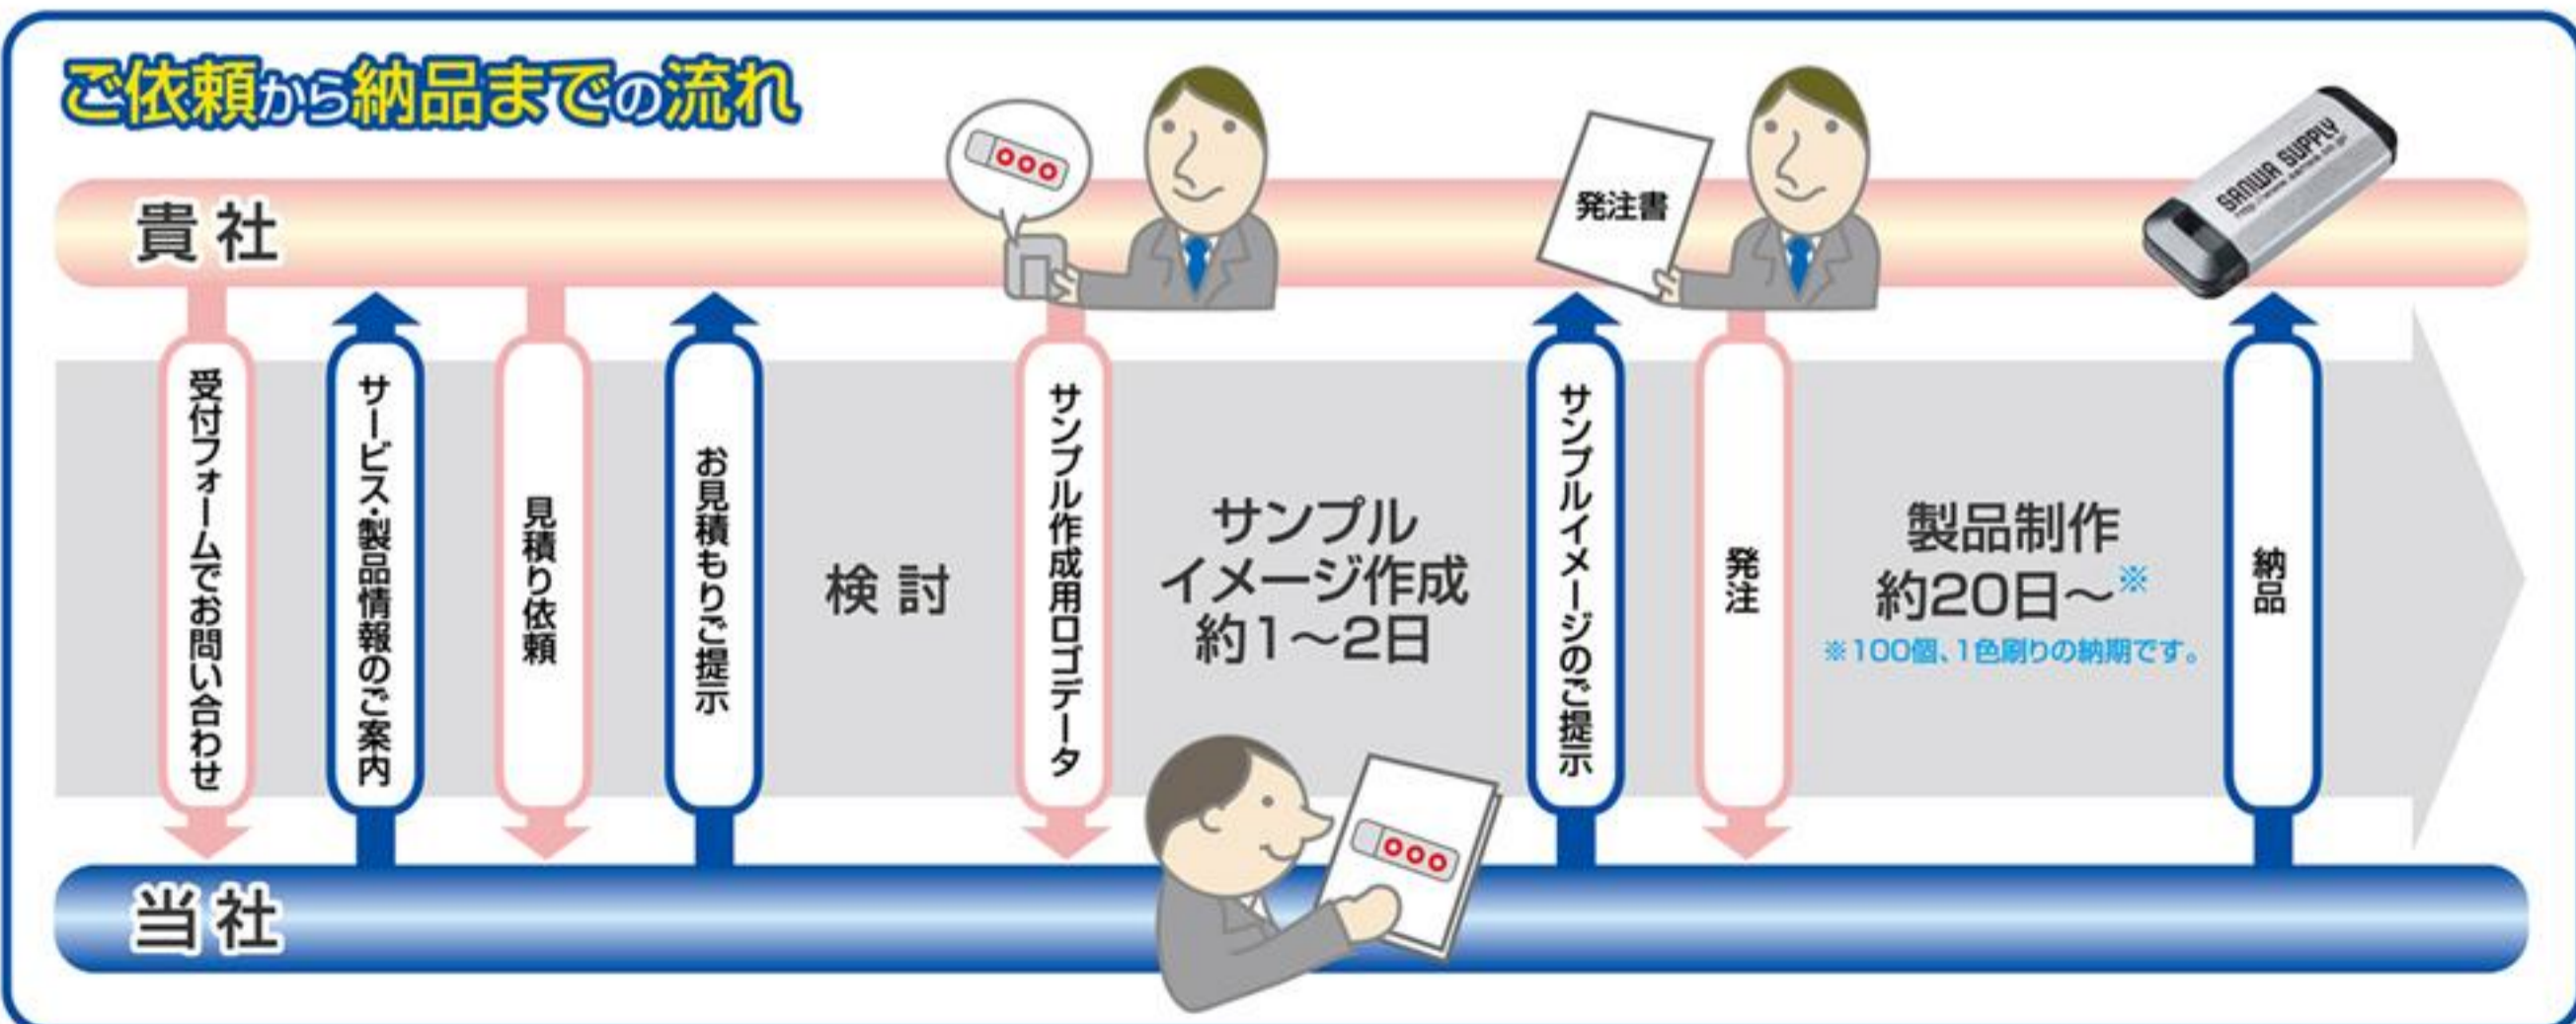 ご依頼から納品までの流れ
貴社
発注書
SANWA SUPPLY
受付フォームでお問い合わせ
サービス・製品情報のご案内
見積り依頼
お見積もりご提示
検討
サンプル作成用ロゴデータ
サンプル
イメージ作成
約1～2日
サンプルイメージのご提示
発注
製品制作
約20日～※
※100個、1色刷りの納期です。
納品
当社